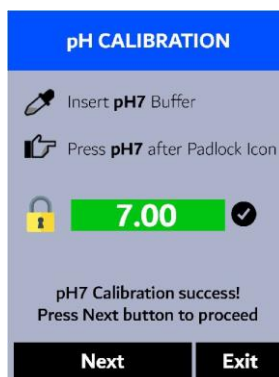 pH CALIBRATION
Insert pH7 Buffer
Press pH7 after Padlock Icon
7.00
pH7 Calibration success!
Press Next button to proceed
Next Exit